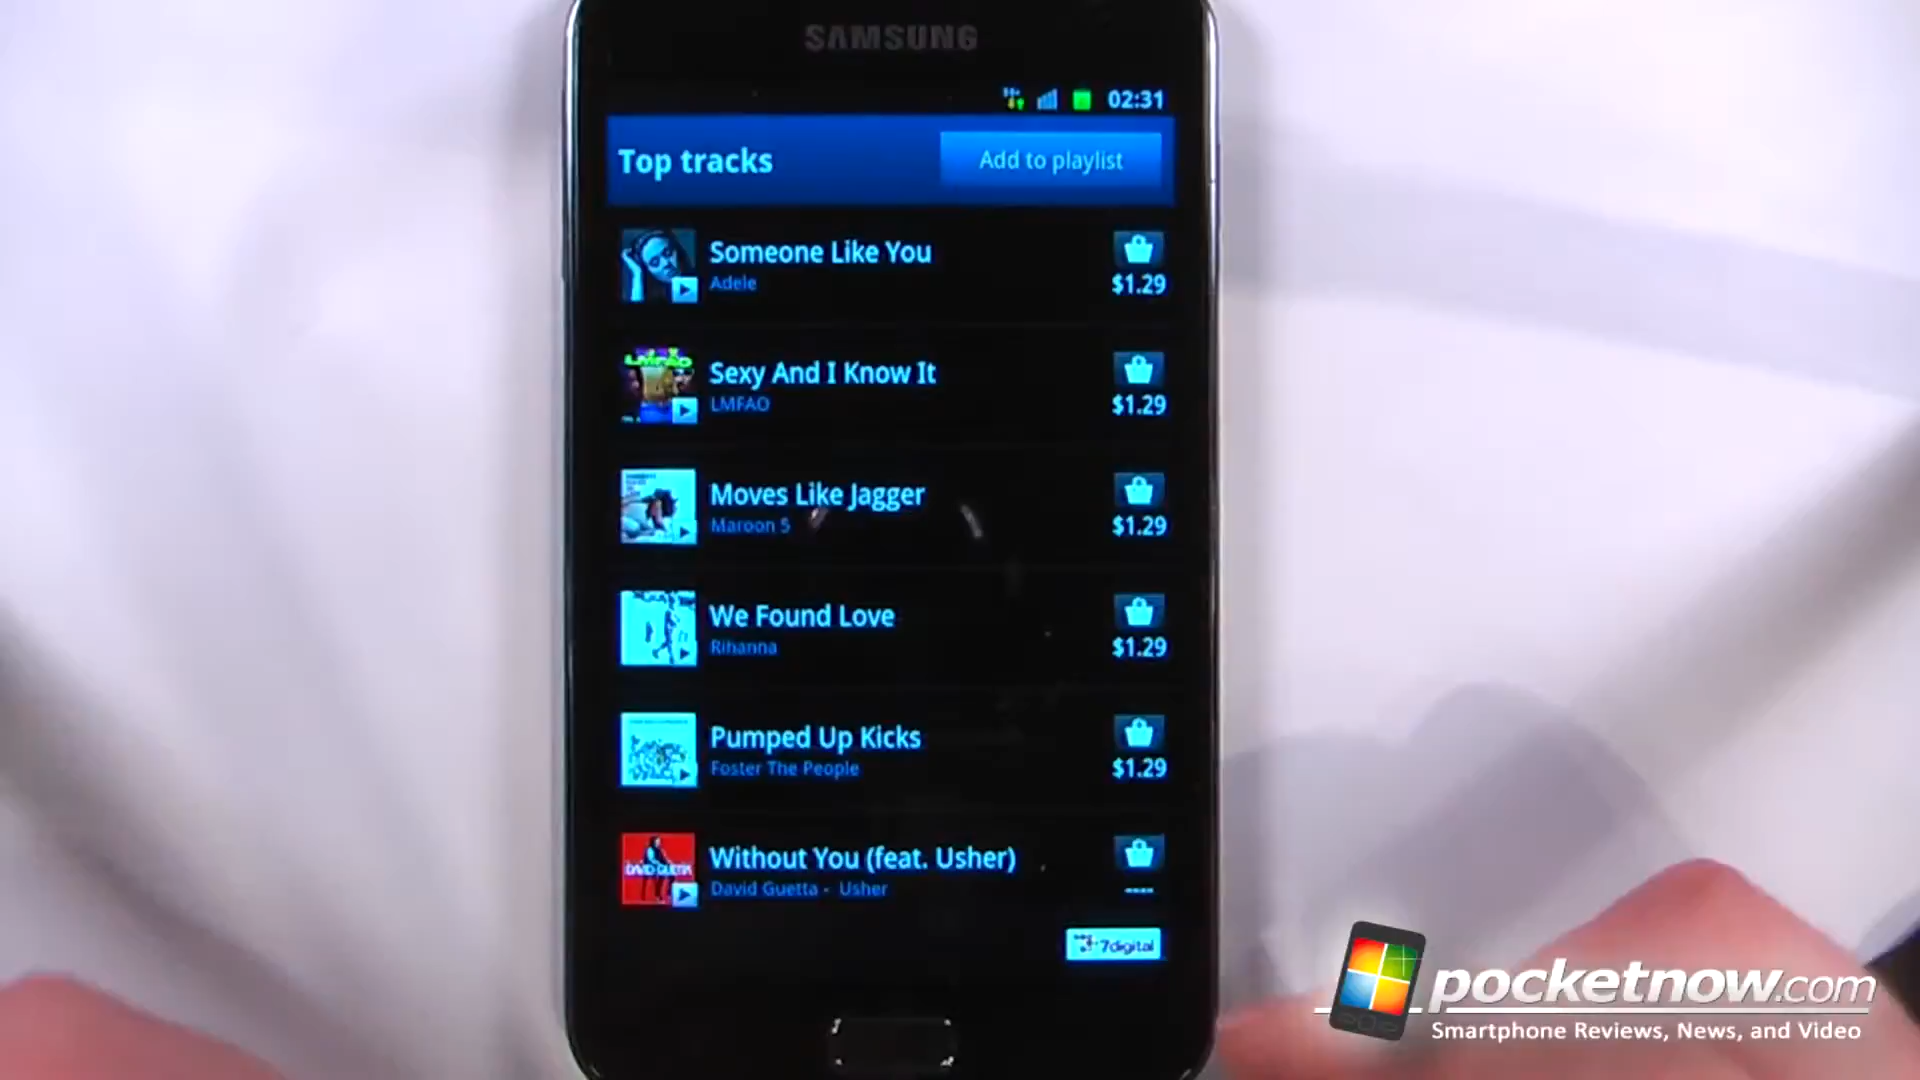 SAMSUNG
02:31
Top tracks
Add to playlist
Someone Like You
Adele
$1.29
LMFAO
Sexy And I Know It
LMFAO
$1.29
Moves Like Jagger
Maroon 5
$1.29
We Found Love
Rihanna
$1.29
Pumped Up Kicks
Foster The People
$1.29
DAVID GUETTA
Without You (feat. Usher)
David Guetta - Usher
----
7digital
pocketnow.com
Smartphone Reviews, News, and Video